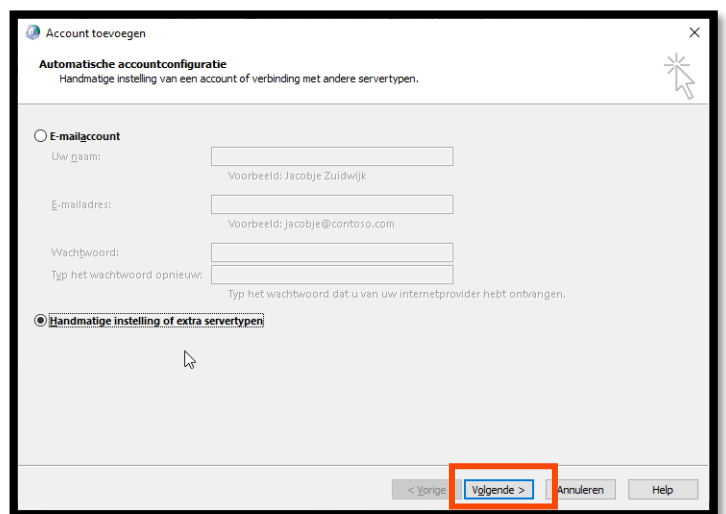 Account toevoegen
Automatische accountconfiguratie
Handmatige instelling van een account of verbinding met andere servertypen.
E-mailaccount
Uw naam:
Voorbeeld: Jacobje Zuidwijk
E-mailadres:
Voorbeeld: jacobje@contoso.com
Wachtwoord:
Typ het wachtwoord opnieuw:
Typ het wachtwoord dat u van uw internetprovider hebt ontvangen.
Handmatige instelling of extra servertypen
< Vorige Volgende > Annuleren Help